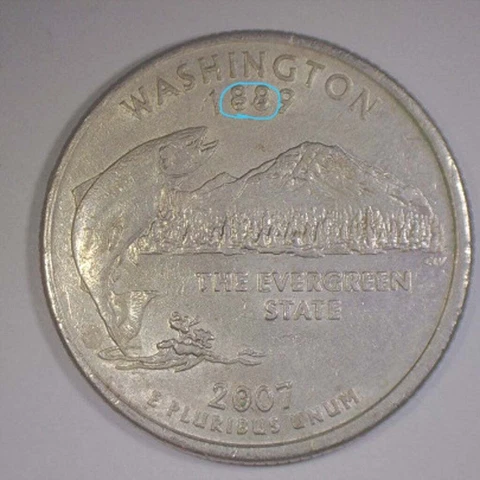 WASHINGTON
1889
THE EVERGREEN
STATE
2007
E PLURIBUS UNUM